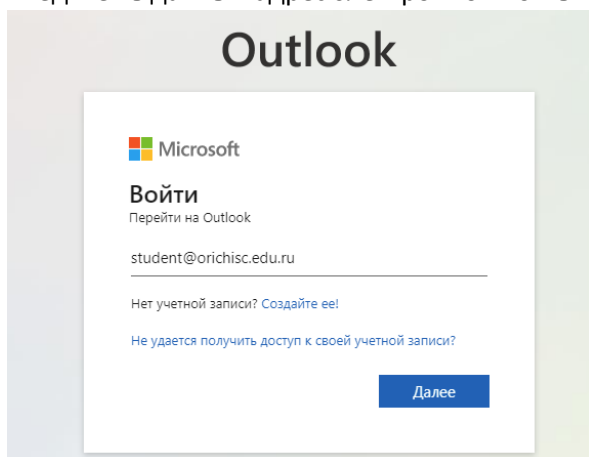 Outlook
Microsoft
Войти
Перейти на Outlook
student@orichisc.edu.ru
Нет учетной записи? Создайте ее!
Не удается получить доступ к своей учетной записи?
Далее